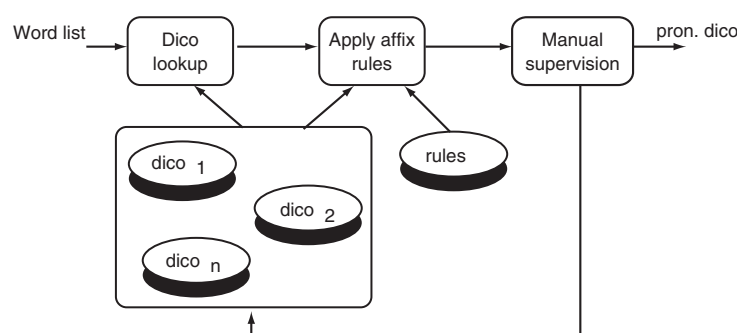 Word list
Dico
lookup
Apply affix
rules
Manual
supervision
pron. dico
dico 1
rules
dico 2
dico n